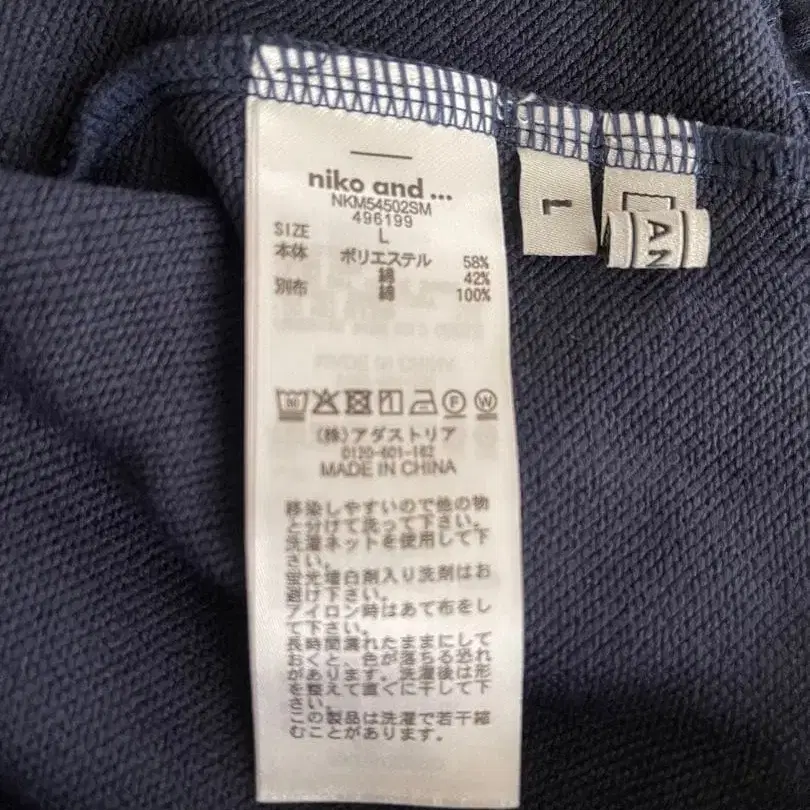 niko and ...
NKM54502SM
496199
SIZE L
本体 ポリエステル 58%
綿 42%
別布 綿 100%
(株)アダストリア
0120-601-162
MADE IN CHINA
移染しやすいので他の物
と分けて洗って下さい。
洗濯ネットを使用して下
さい。
蛍光増白剤入り洗剤はお
避け下さい。
アイロン時はあて布をし
て下さい。
長時間濡れたままにして
おくと、色が落ちる恐れ
があります。洗濯後は形
を整えて直ぐに干して下
さい。
この製品は洗濯で若干縮
むことがあります。
L
AN